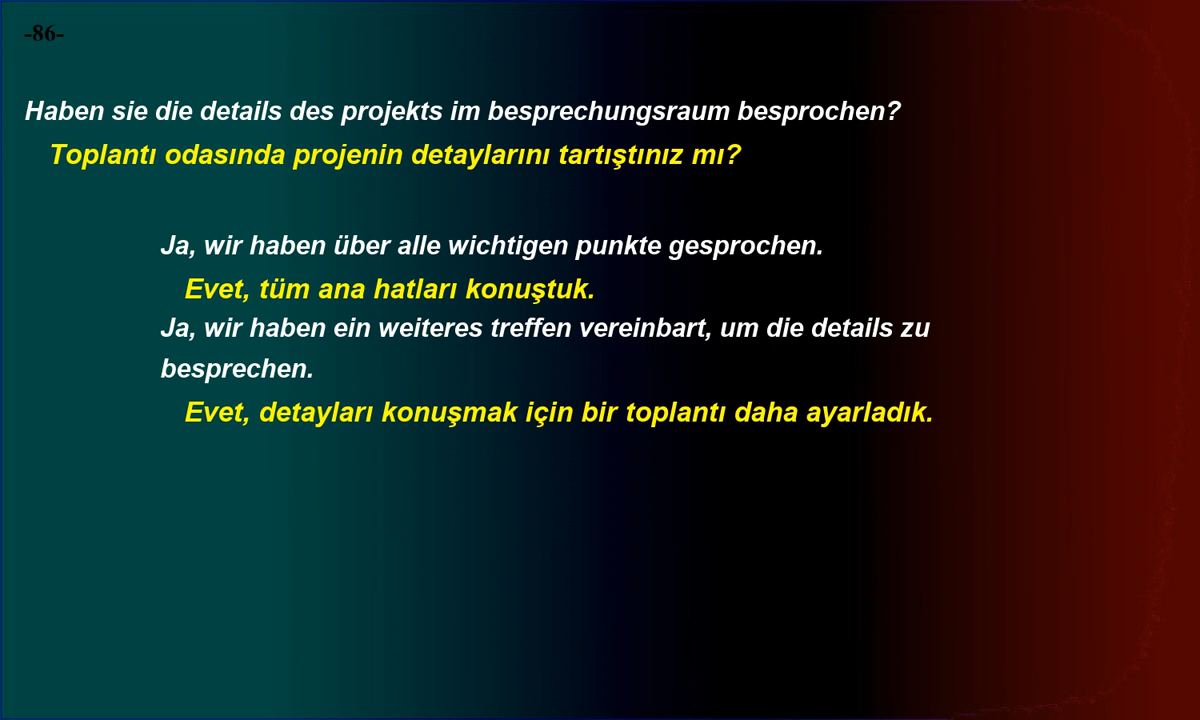 -86-
Haben sie die details des projekts im besprechungsraum besprochen?
Toplantı odasında projenin detaylarını tartıştınız mı?
Ja, wir haben über alle wichtigen punkte gesprochen.
Evet, tüm ana hatları konuştuk.
Ja, wir haben ein weiteres treffen vereinbart, um die details zu
besprechen.
Evet, detayları konuşmak için bir toplantı daha ayarladık.